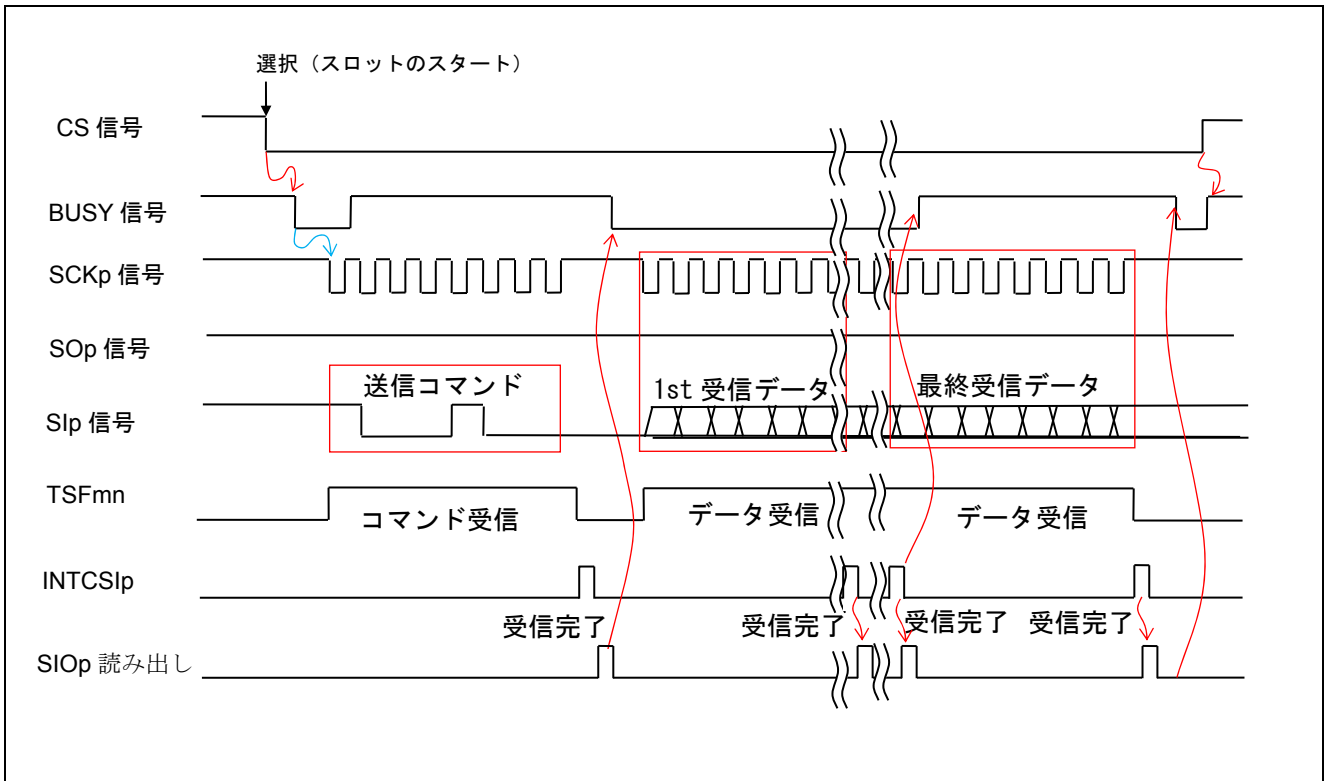 選択（スロットのスタート）
CS 信号
BUSY 信号
SCKp 信号
SOp 信号
送信コマンド
1st 受信データ
最終受信データ
SIp 信号
TSFmn
コマンド受信
データ受信
データ受信
INTCSIp
受信完了
受信完了
受信完了
受信完了
SIOp 読み出し